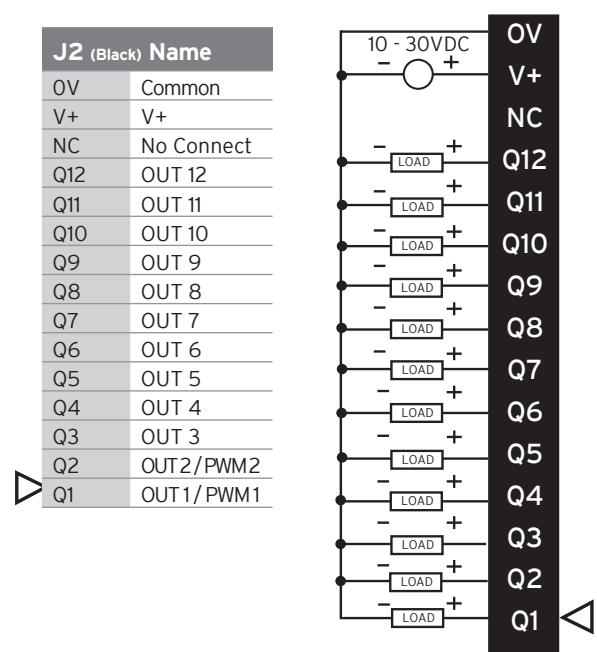 J2 (Black) Name
0V Common
V+ V+
NC No Connect
Q12 OUT 12
Q11 OUT 11
Q10 OUT 10
Q9 OUT 9
Q8 OUT 8
Q7 OUT 7
Q6 OUT 6
Q5 OUT 5
Q4 OUT 4
Q3 OUT 3
Q2 OUT2/PWM2
Q1 OUT1/PWM1
0V
10 - 30VDC
- + V+
NC
- LOAD + Q12
- LOAD + Q11
- LOAD + Q10
- LOAD + Q9
- LOAD + Q8
- LOAD + Q7
- LOAD + Q6
- LOAD + Q5
- LOAD + Q4
- LOAD + Q3
- LOAD + Q2
- LOAD + Q1